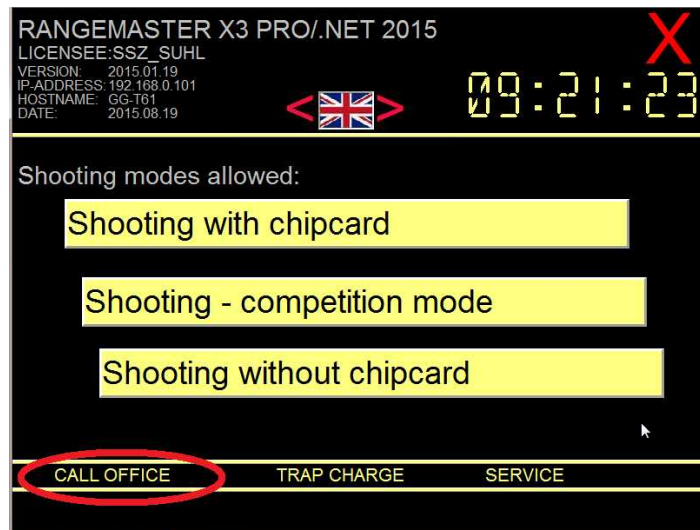 RANGEMASTER X3 PRO/.NET 2015
LICENSEE:SSZ_SUHL
VERSION: 2015.01.19
IP-ADDRESS: 192.168.0.101
HOSTNAME: GG-T61
DATE: 2015.08.19
X
< >
09:21:23
Shooting modes allowed:
Shooting with chipcard
Shooting - competition mode
Shooting without chipcard
CALL OFFICE TRAP CHARGE SERVICE